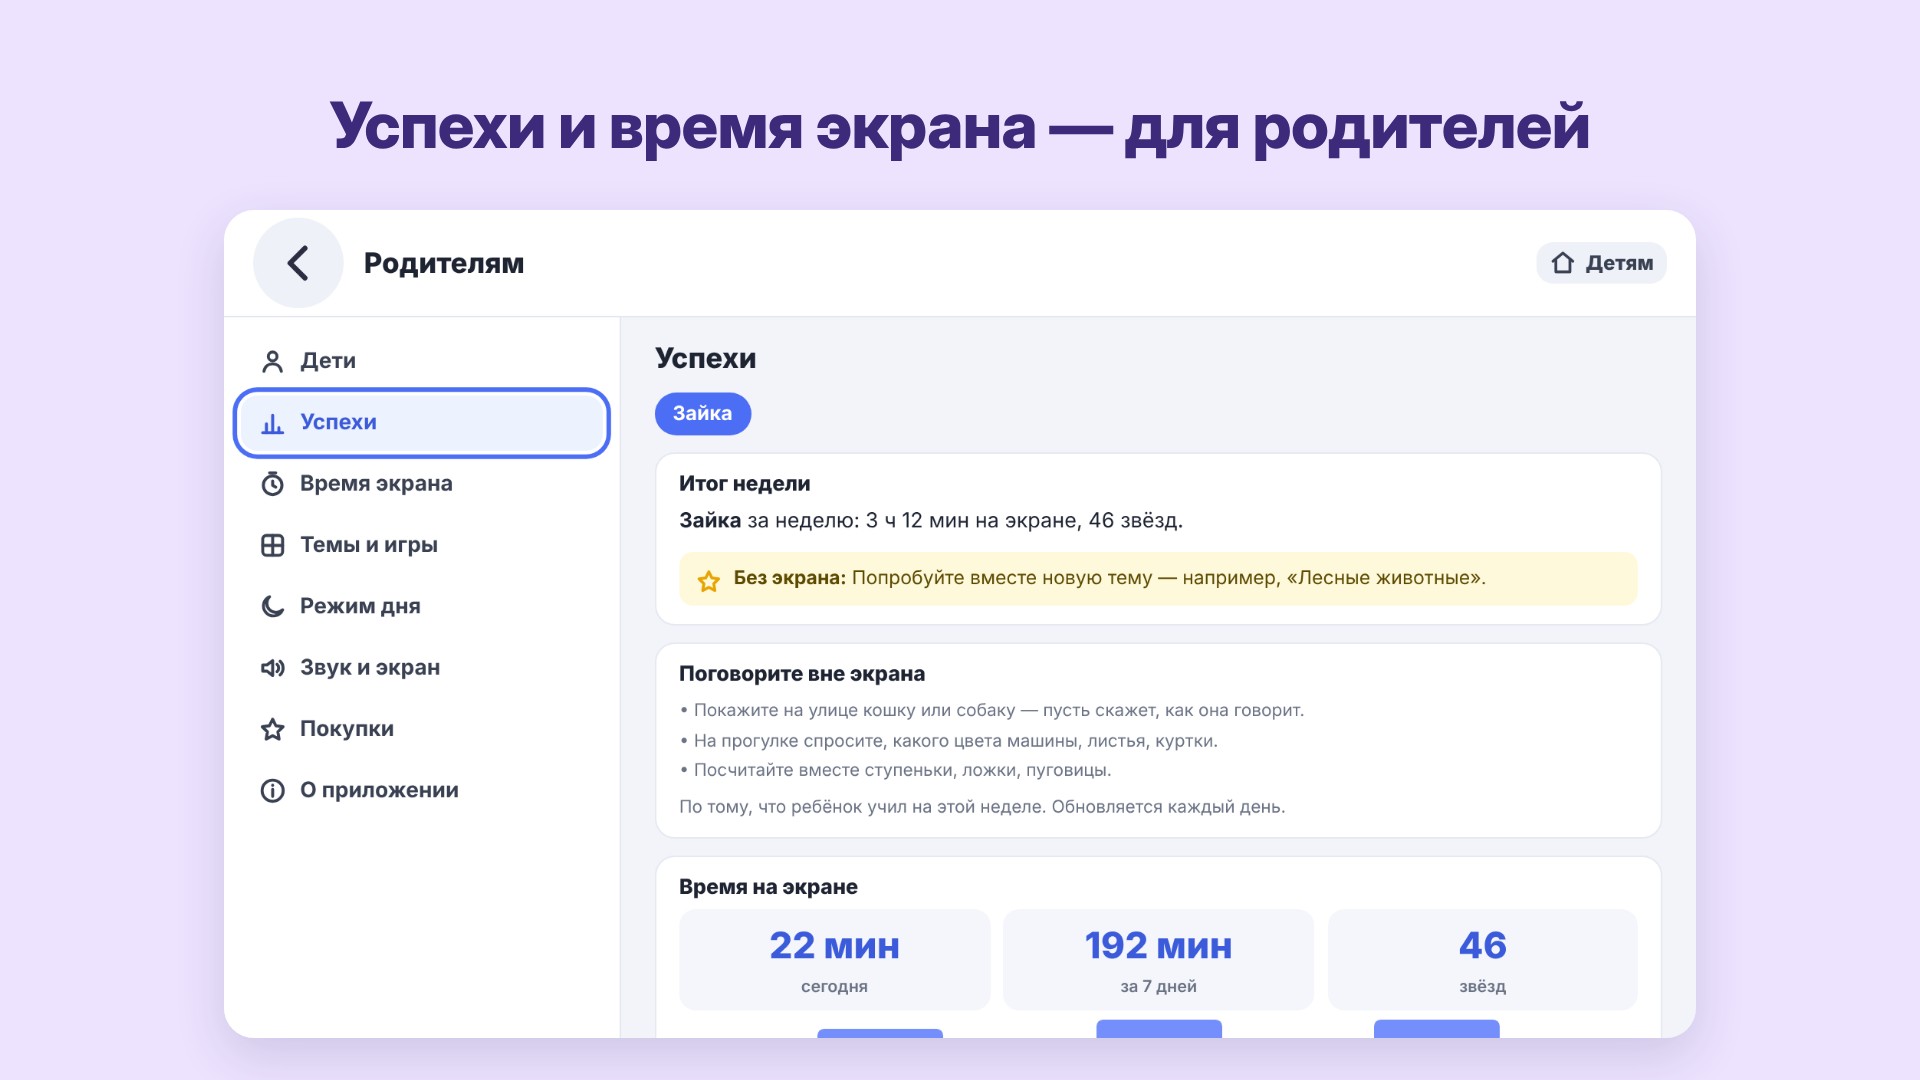 Успехи и время экрана — для родителей
Родителям
Детям
Дети
Успехи
Время экрана
Темы и игры
Режим дня
Звук и экран
Покупки
О приложении
Успехи
Зайка
Итог недели
Зайка за неделю: 3 ч 12 мин на экране, 46 звёзд.
Без экрана: Попробуйте вместе новую тему — например, «Лесные животные».
Поговорите вне экрана
• Покажите на улице кошку или собаку — пусть скажет, как она говорит.
• На прогулке спросите, какого цвета машины, листья, куртки.
• Посчитайте вместе ступеньки, ложки, пуговицы.
По тому, что ребёнок учил на этой неделе. Обновляется каждый день.
Время на экране
22 мин
сегодня
192 мин
за 7 дней
46
звёзд